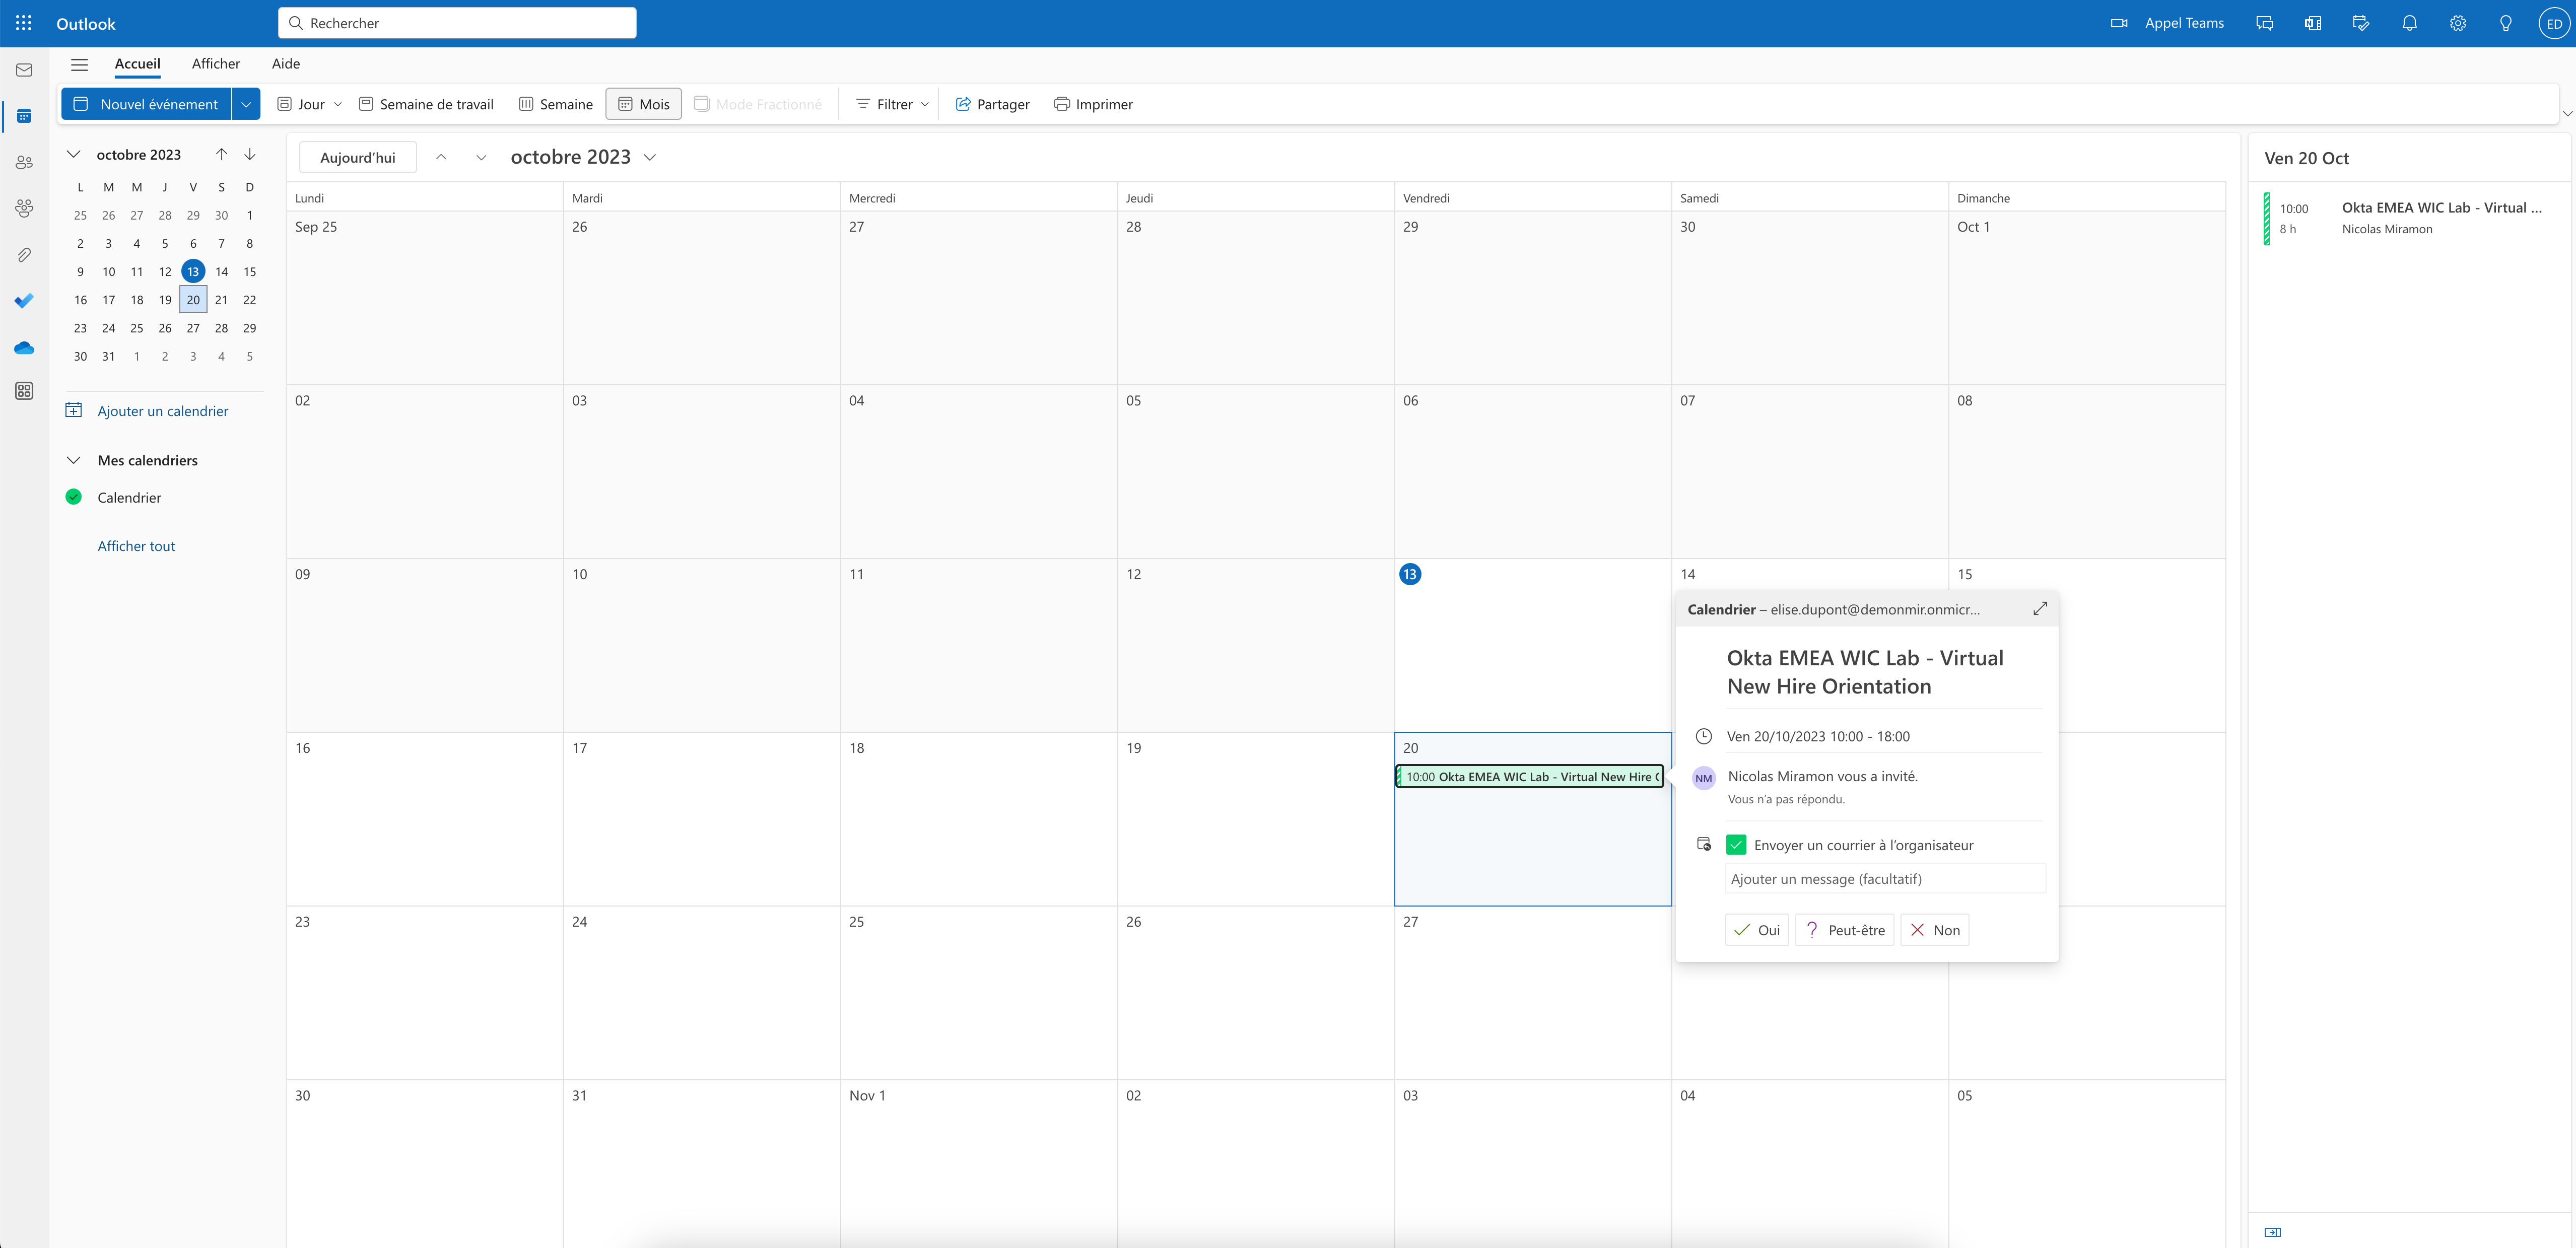 Outlook
Rechercher
Appel Teams
ED
Accueil
Afficher
Aide
Nouvel événement
Jour
Semaine de travail
Semaine
Mois
Mode Fractionné
Filtrer
Partager
Imprimer
octobre 2023
L M M J V S D
25 26 27 28 29 30 1
2 3 4 5 6 7 8
9 10 11 12 13 14 15
16 17 18 19 20 21 22
23 24 25 26 27 28 29
30 31 1 2 3 4 5
Ajouter un calendrier
Mes calendriers
Calendrier
Afficher tout
Aujourd'hui
octobre 2023
Lundi Mardi Mercredi Jeudi Vendredi Samedi Dimanche
Sep 25 26 27 28 29 30 Oct 1
02 03 04 05 06 07 08
09 10 11 12 13 14 15
16 17 18 19 20
10:00 Okta EMEA WIC Lab - Virtual New Hire
23 24 25 26 27
30 31 Nov 1 02 03 04 05
Calendrier – elise.dupont@demonmir.onmicr...
Okta EMEA WIC Lab - Virtual
New Hire Orientation
Ven 20/10/2023 10:00 - 18:00
NM
Nicolas Miramon vous a invité.
Vous n'a pas répondu.
Envoyer un courrier à l'organisateur
Ajouter un message (facultatif)
Oui
? Peut-être
Non
Ven 20 Oct
10:00 Okta EMEA WIC Lab - Virtual ...
8 h Nicolas Miramon